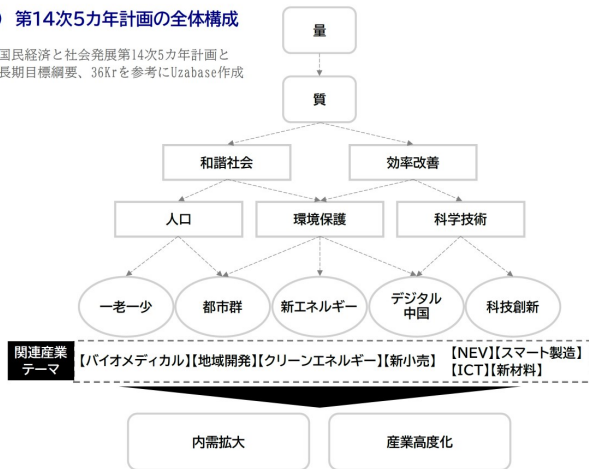 第14次5カ年計画の全体構成
国民経済と社会発展第14次5カ年計画と
長期目標綱要、36Krを参考にUzabase作成
量
質
和諧社会
効率改善
人口
環境保護
科学技術
一老一少
都市群
新エネルギー
デジタル
中国
科技創新
関連産業
テーマ
【バイオメディカル】【地域開発】【クリーンエネルギー】【新小売】
【NEV】【スマート製造】
【ICT】【新材料】
内需拡大
産業高度化